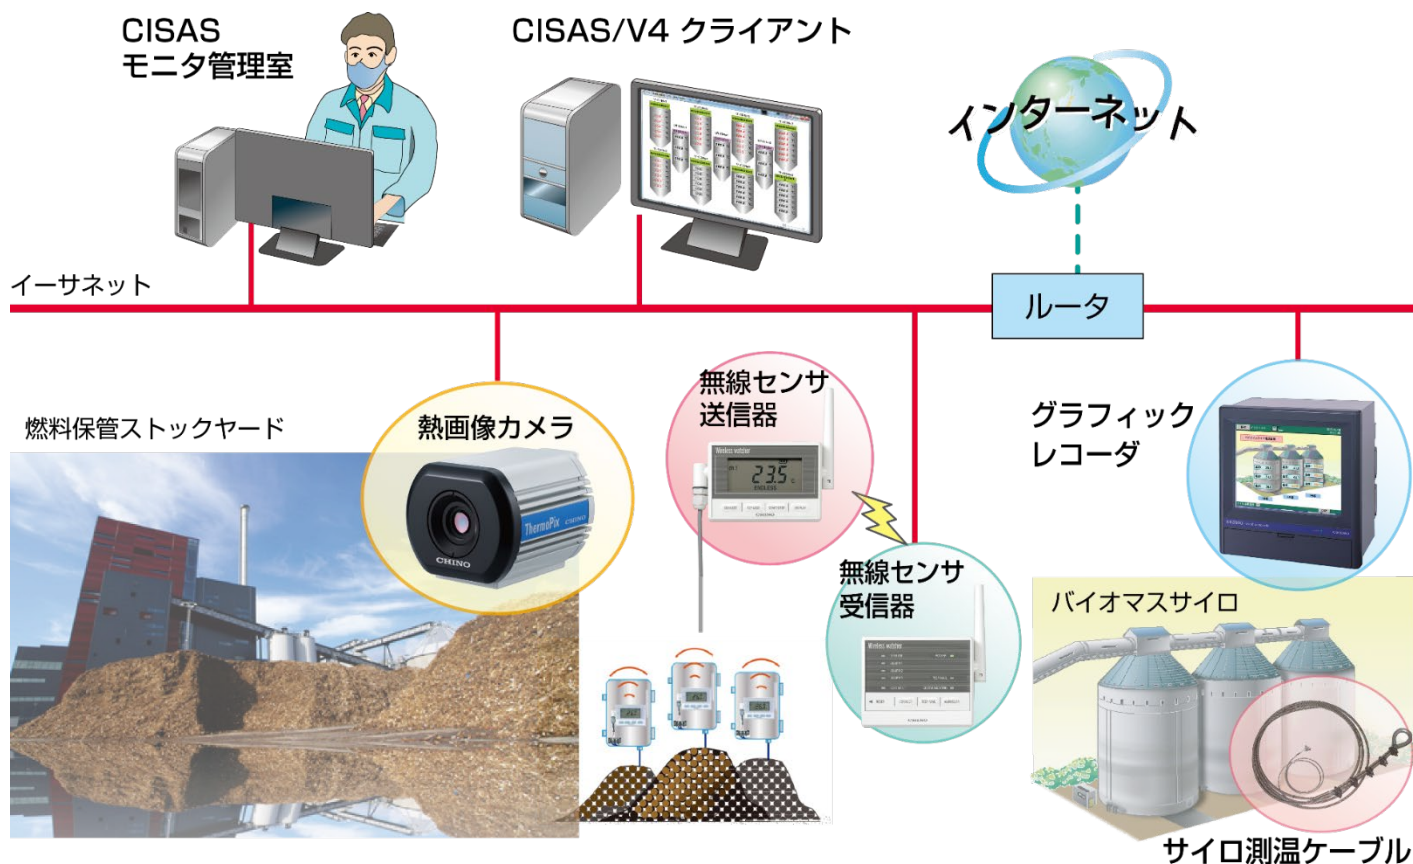 CISAS
モニタ管理室
CISAS/V4 クライアント
インターネット
イーサネット
ルータ
燃料保管ストックヤード
熱画像カメラ
ThermoPix CHINO
CHINO
無線センサ
送信器
Wireless watcher
23.5
無線センサ
受信器
Wireless watcher
グラフィック
レコーダ
バイオマスサイロ
サイロ測温ケーブル